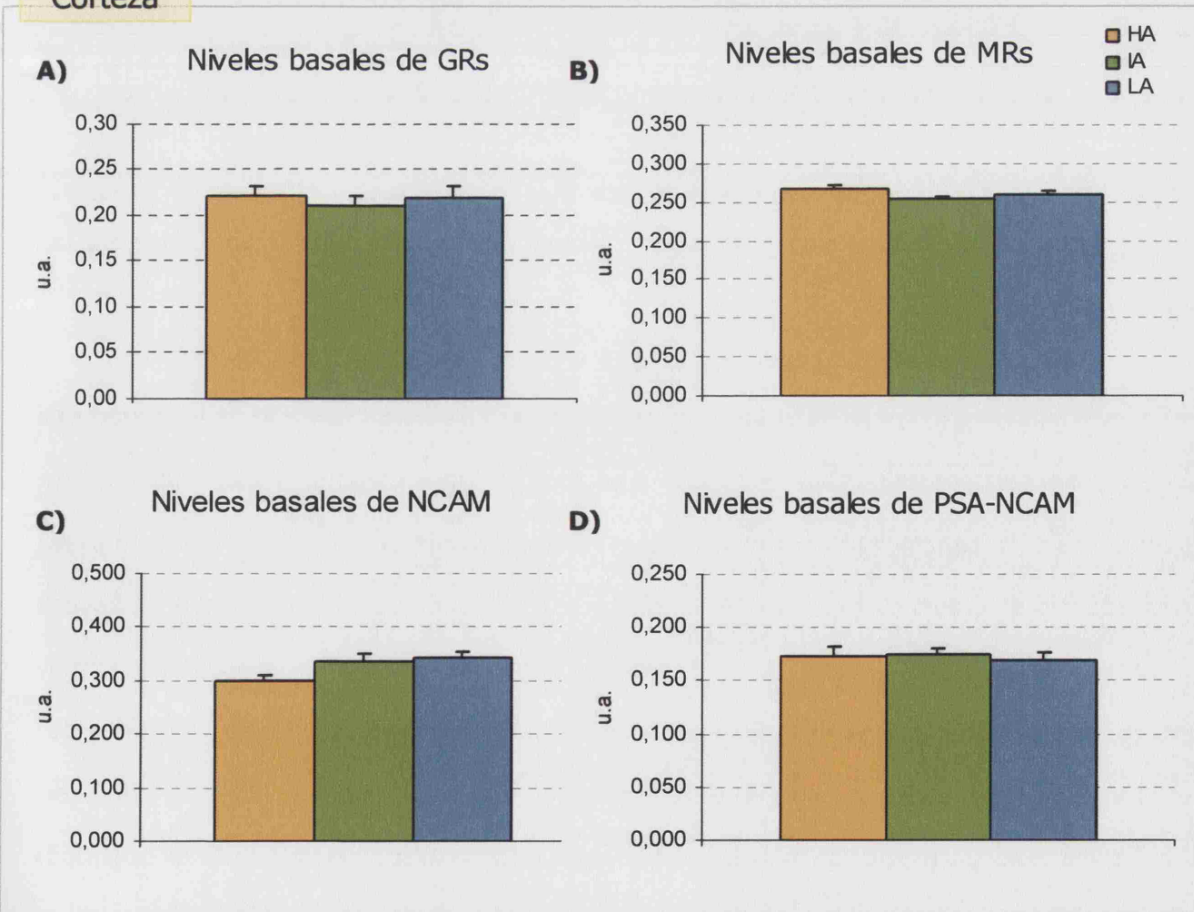 Corteza
A)
Niveles basales de GRs
0,30
0,25
0,20
0,15
0,10
0,05
0,00
u.a.
B)
Niveles basales de MRs
HA
IA
LA
0,350
0,300
0,250
0,200
0,150
0,100
0,050
0,000
u.a.
C)
Niveles basales de NCAM
0,500
0,400
0,300
0,200
0,100
0,000
u.a.
D)
Niveles basales de PSA-NCAM
0,250
0,200
0,150
0,100
0,050
0,000
u.a.